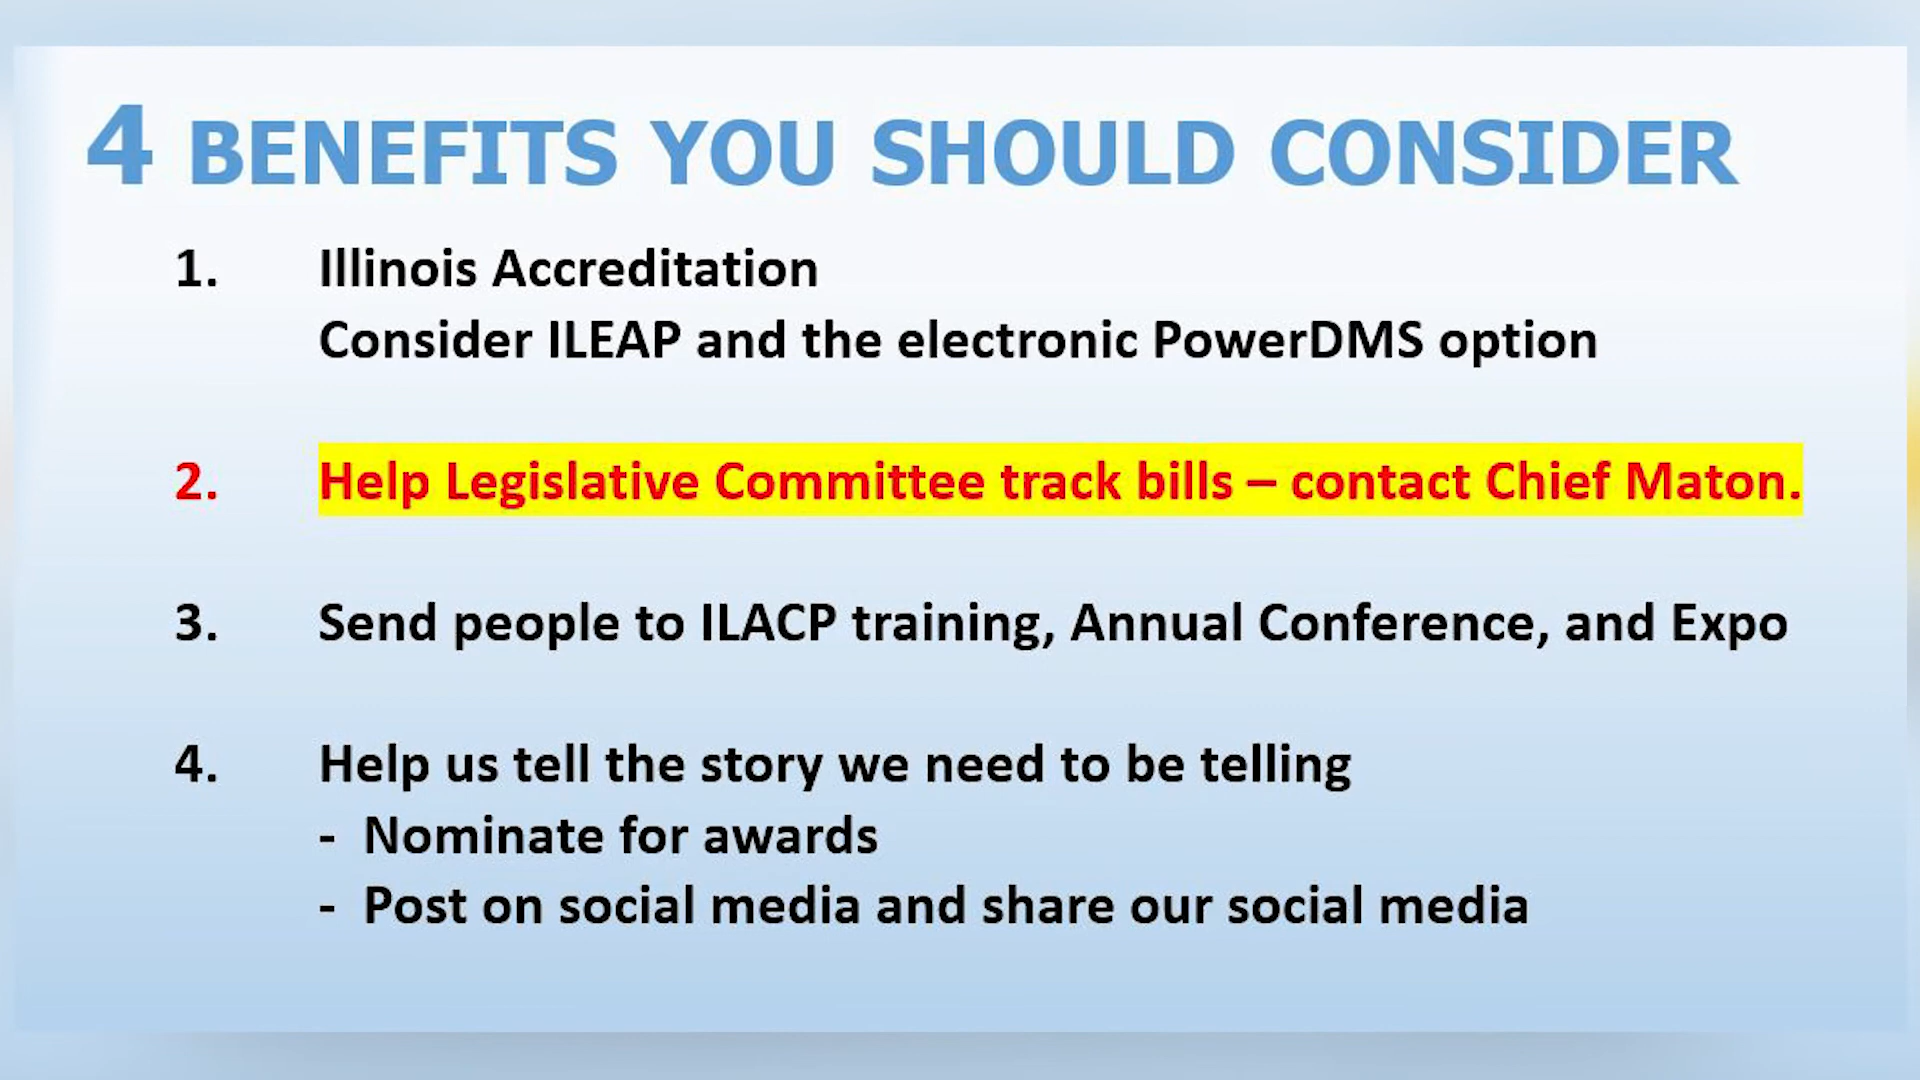 4 BENEFITS YOU SHOULD CONSIDER
1. Illinois Accreditation
Consider ILEAP and the electronic PowerDMS option
2. Help Legislative Committee track bills – contact Chief Maton.
3. Send people to ILACP training, Annual Conference, and Expo
4. Help us tell the story we need to be telling
- Nominate for awards
- Post on social media and share our social media